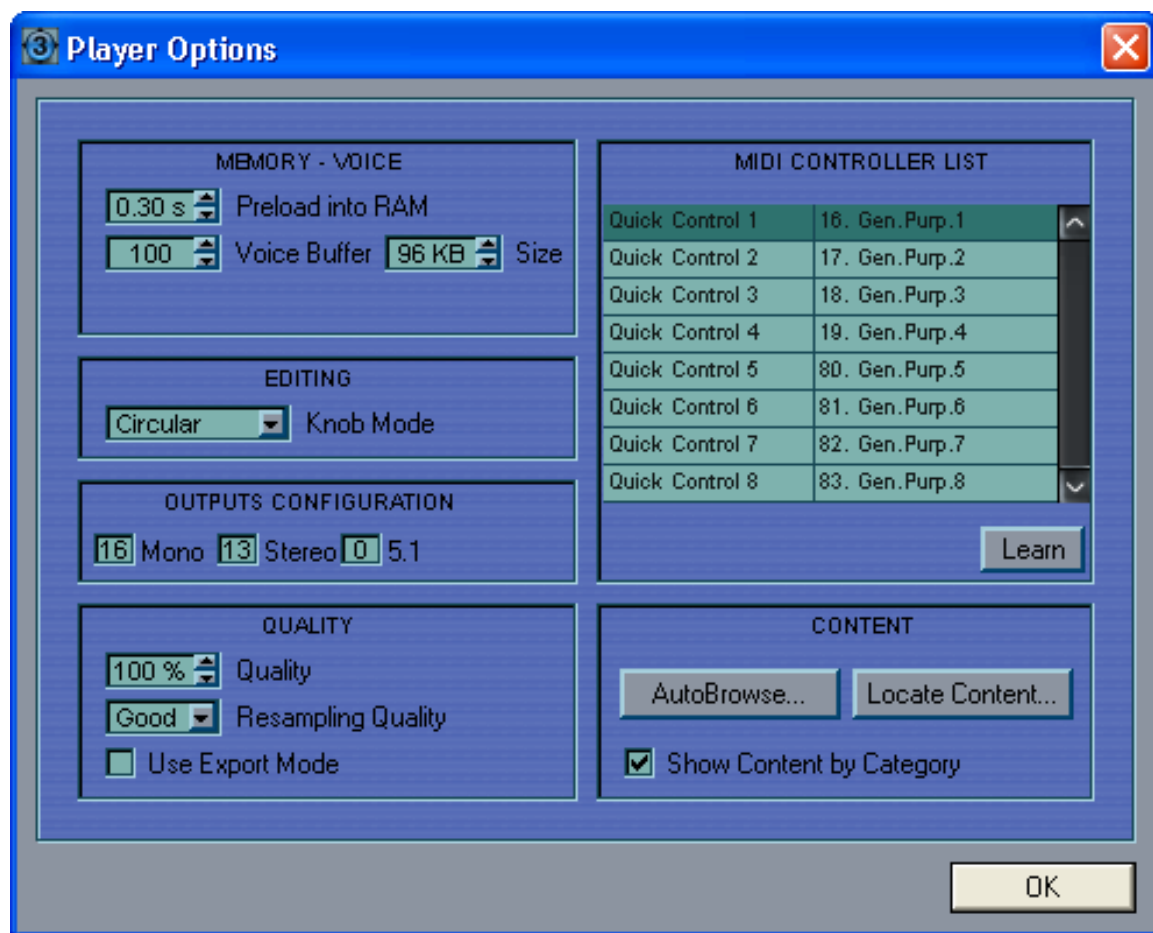 3 Player Options
MEMORY - VOICE
0.30 s Preload into RAM
100 Voice Buffer 96 KB Size
EDITING
Circular Knob Mode
OUTPUTS CONFIGURATION
16 Mono 13 Stereo 0 5.1
QUALITY
100 % Quality
Good Resampling Quality
Use Export Mode
MIDI CONTROLLER LIST
Quick Control 1 16. Gen.Purp.1
Quick Control 2 17. Gen.Purp.2
Quick Control 3 18. Gen.Purp.3
Quick Control 4 19. Gen.Purp.4
Quick Control 5 80. Gen.Purp.5
Quick Control 6 81. Gen.Purp.6
Quick Control 7 82. Gen.Purp.7
Quick Control 8 83. Gen.Purp.8
Learn
CONTENT
AutoBrowse... Locate Content...
Show Content by Category
OK